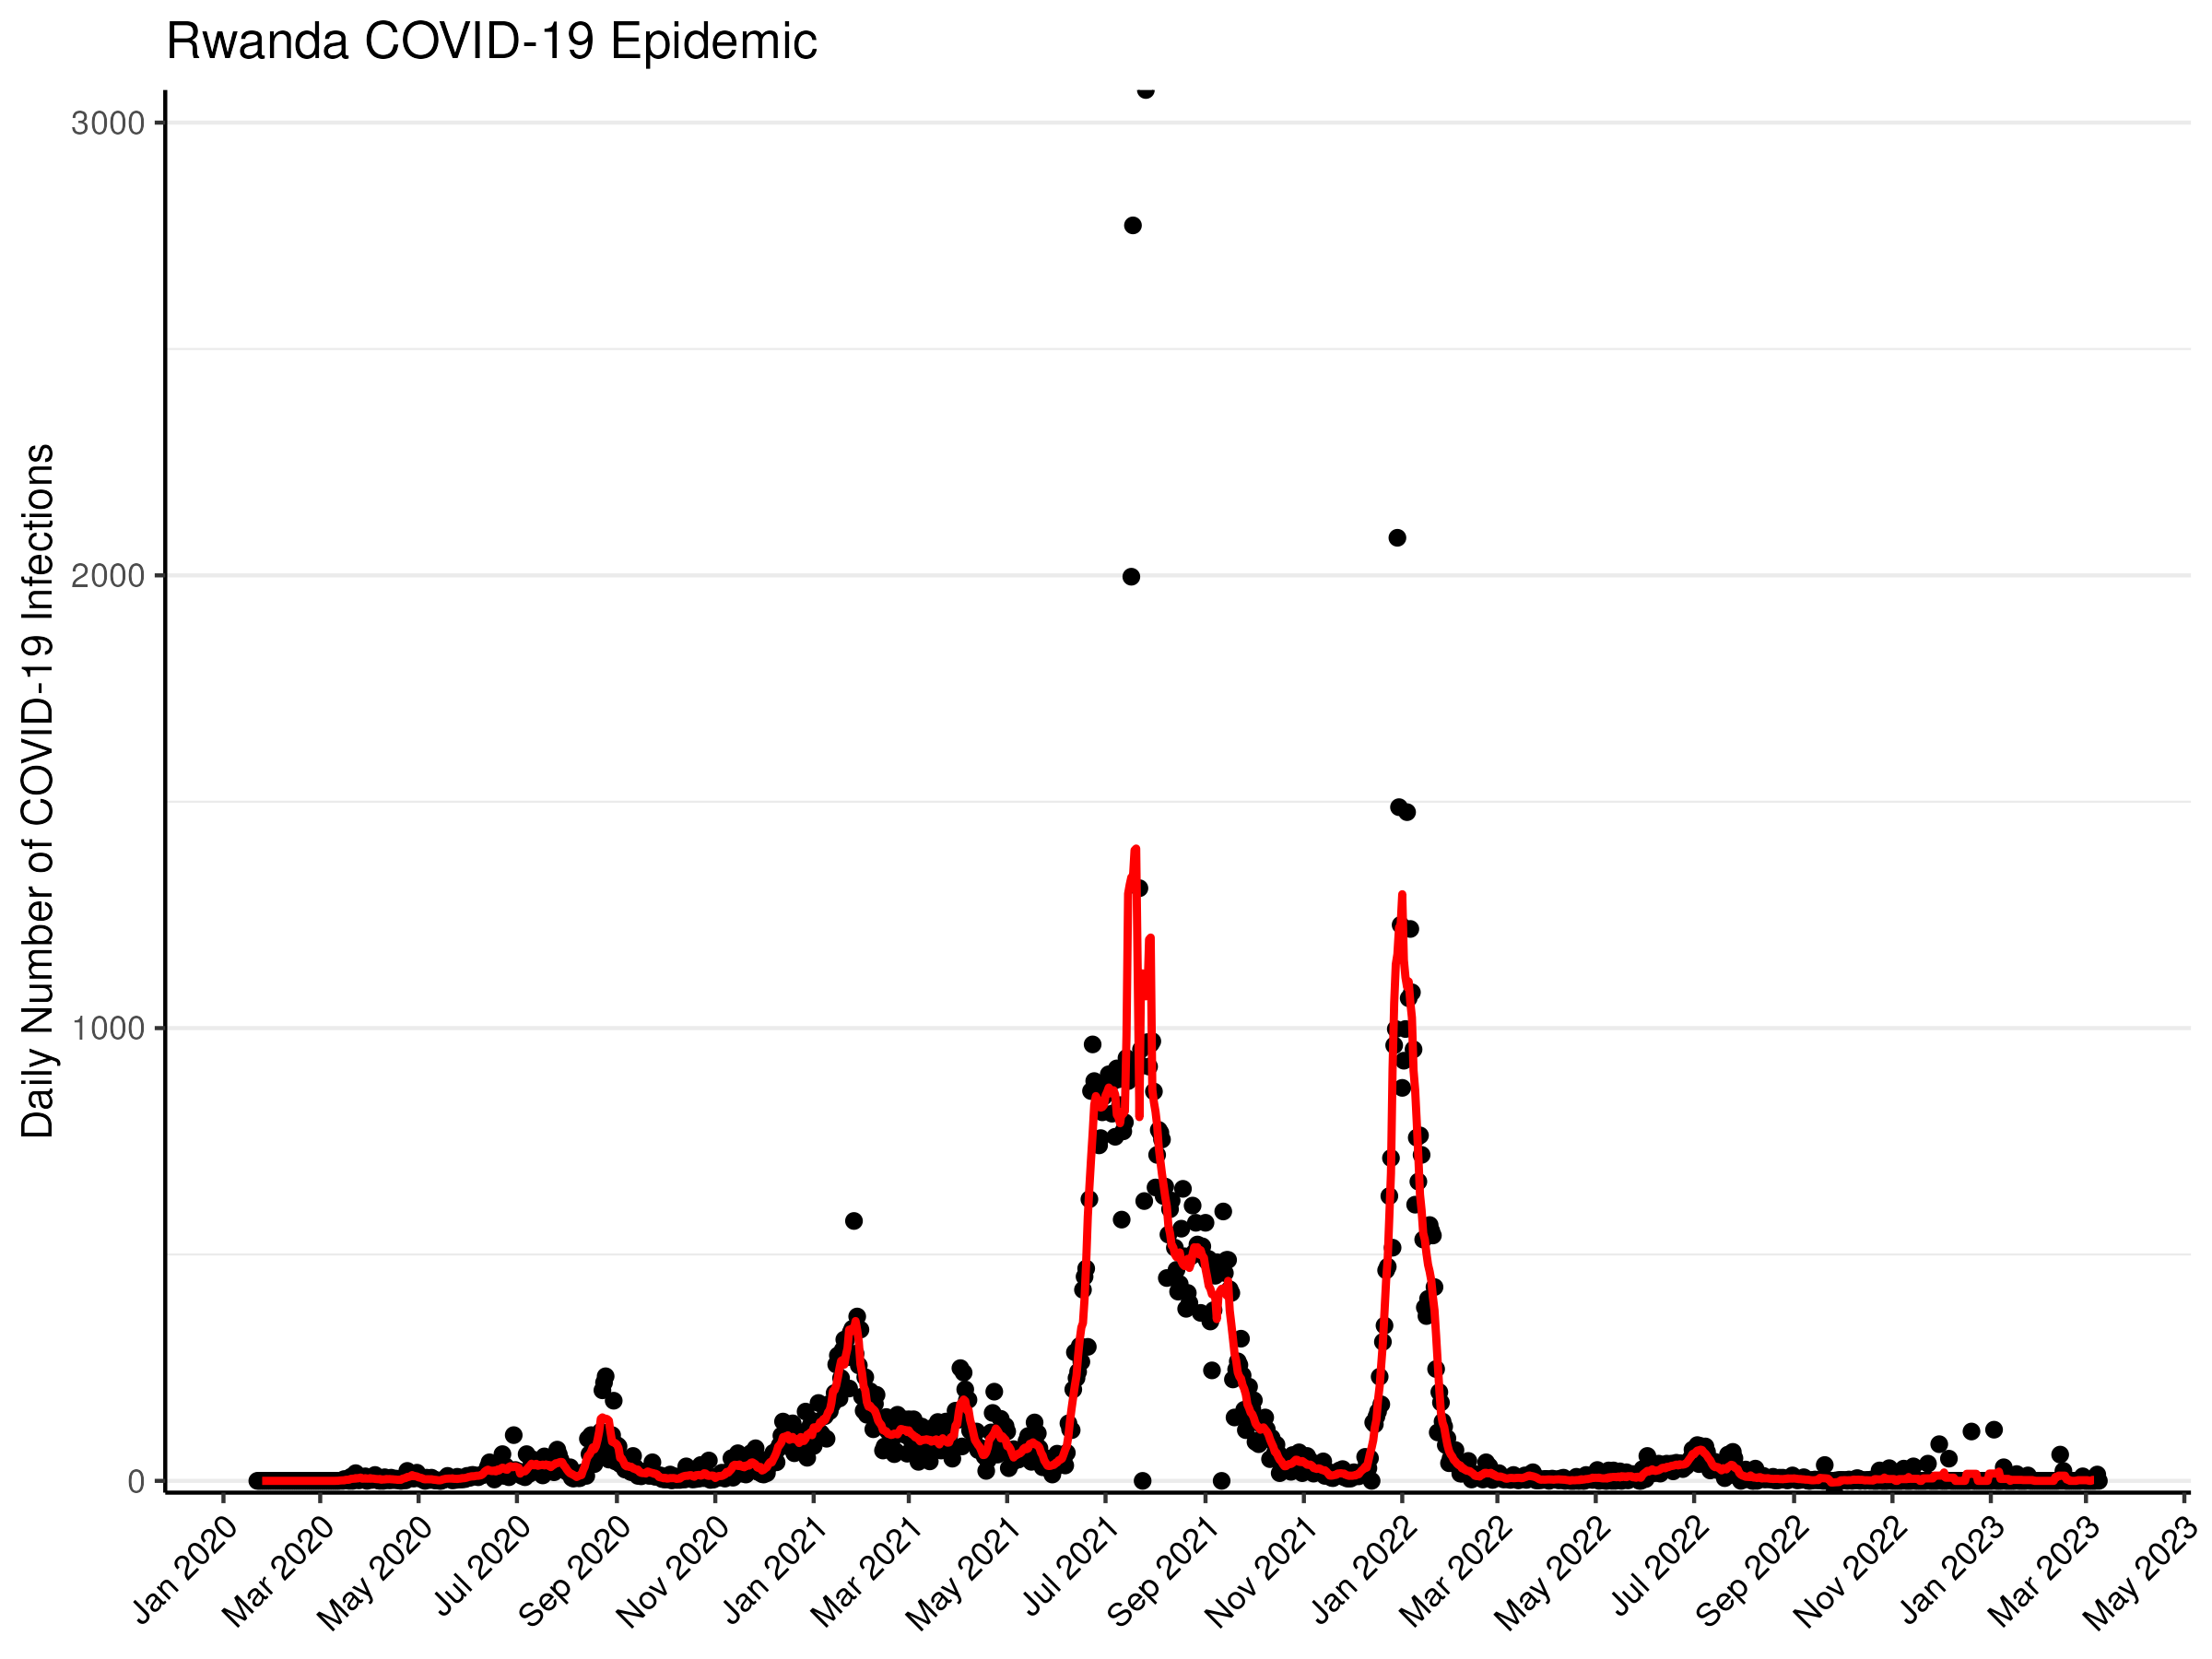 Rwanda COVID-19 Epidemic
Daily Number of COVID-19 Infections
3000
2000
1000
0
Jan 2020
Mar 2020
May 2020
Jul 2020
Sep 2020
Nov 2020
Jan 2021
Mar 2021
May 2021
Jul 2021
Sep 2021
Nov 2021
Jan 2022
Mar 2022
May 2022
Jul 2022
Sep 2022
Nov 2022
Jan 2023
Mar 2023
May 2023